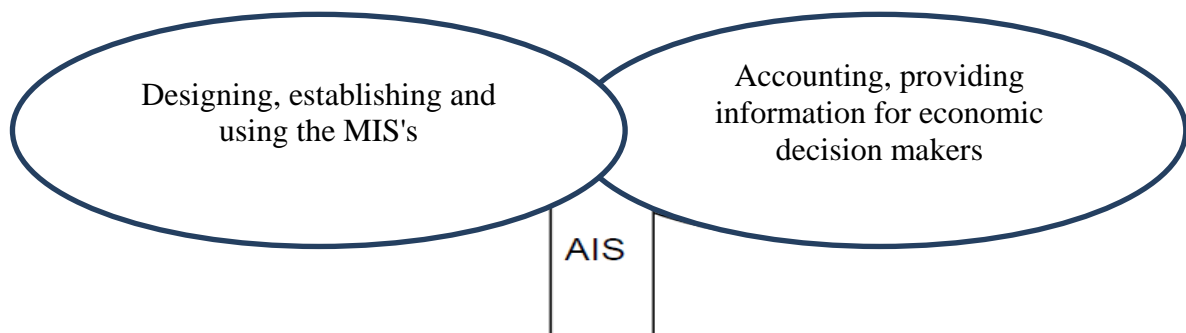 Designing, establishing and
using the MIS's
Accounting, providing
information for economic
decision makers
AIS